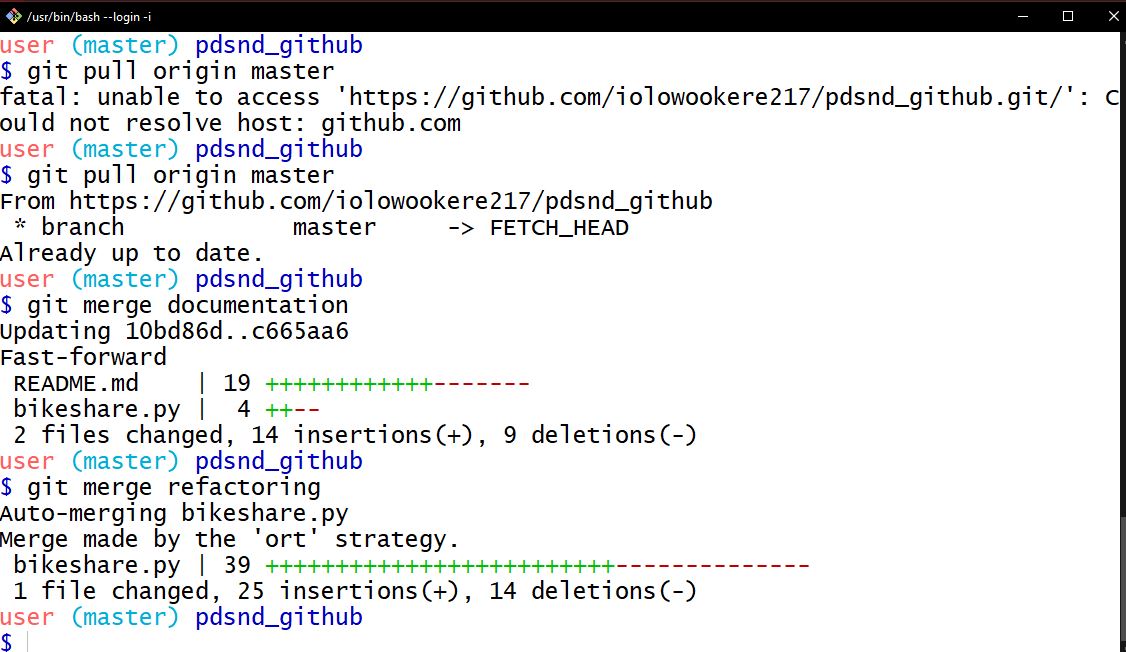 /usr/bin/bash --login -i
user (master) pdsnd_github
$ git pull origin master
fatal: unable to access 'https://github.com/iolowookere217/pdsnd_github.git/': C
ould not resolve host: github.com
user (master) pdsnd_github
$ git pull origin master
From https://github.com/iolowookere217/pdsnd_github
 * branch            master     -> FETCH_HEAD
Already up to date.
user (master) pdsnd_github
$ git merge documentation
Updating 10bd86d..c665aa6
Fast-forward
 README.md    | 19 ++++++++++++-------
 bikeshare.py |  4 ++--
 2 files changed, 14 insertions(+), 9 deletions(-)
user (master) pdsnd_github
$ git merge refactoring
Auto-merging bikeshare.py
Merge made by the 'ort' strategy.
 bikeshare.py | 39 +++++++++++++++++++++++++--------------
 1 file changed, 25 insertions(+), 14 deletions(-)
user (master) pdsnd_github
$